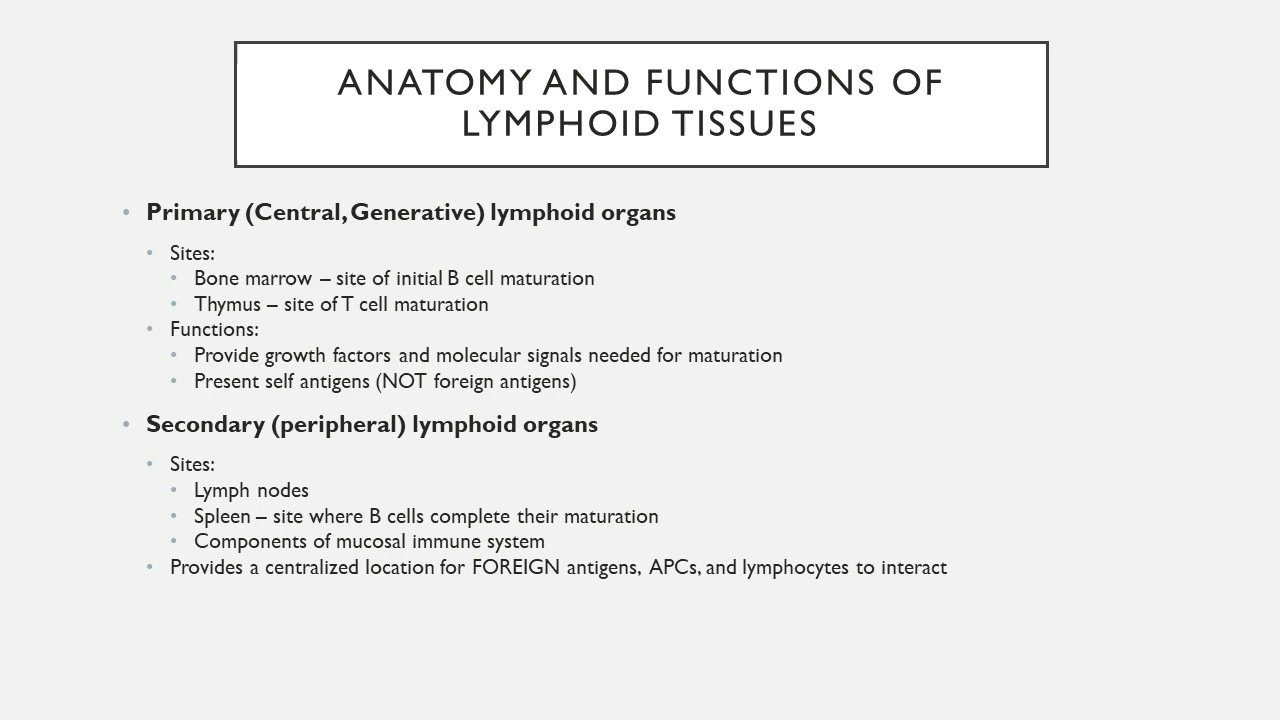 ANATOMY AND FUNCTIONS OF
LYMPHOID TISSUES
• Primary (Central, Generative) lymphoid organs
• Sites:
• Bone marrow – site of initial B cell maturation
• Thymus – site of T cell maturation
• Functions:
• Provide growth factors and molecular signals needed for maturation
• Present self antigens (NOT foreign antigens)
• Secondary (peripheral) lymphoid organs
• Sites:
• Lymph nodes
• Spleen – site where B cells complete their maturation
• Components of mucosal immune system
• Provides a centralized location for FOREIGN antigens, APCs, and lymphocytes to interact